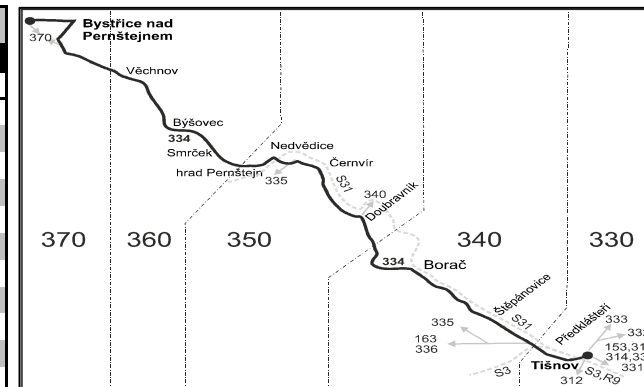 Bystřice nad
Pernštejnem
370
Věchnov
Býšovec
334
Smrček
Nedvědice
hrad Pernštejn
335
Černvír
S31
340
Doubravník
370
360
350
340
330
334
Borač
Štěpánovice
S31
Předklášteří
335
163
336
333
153,31
314,33
331
Tišnov
S3
S3,R9
312